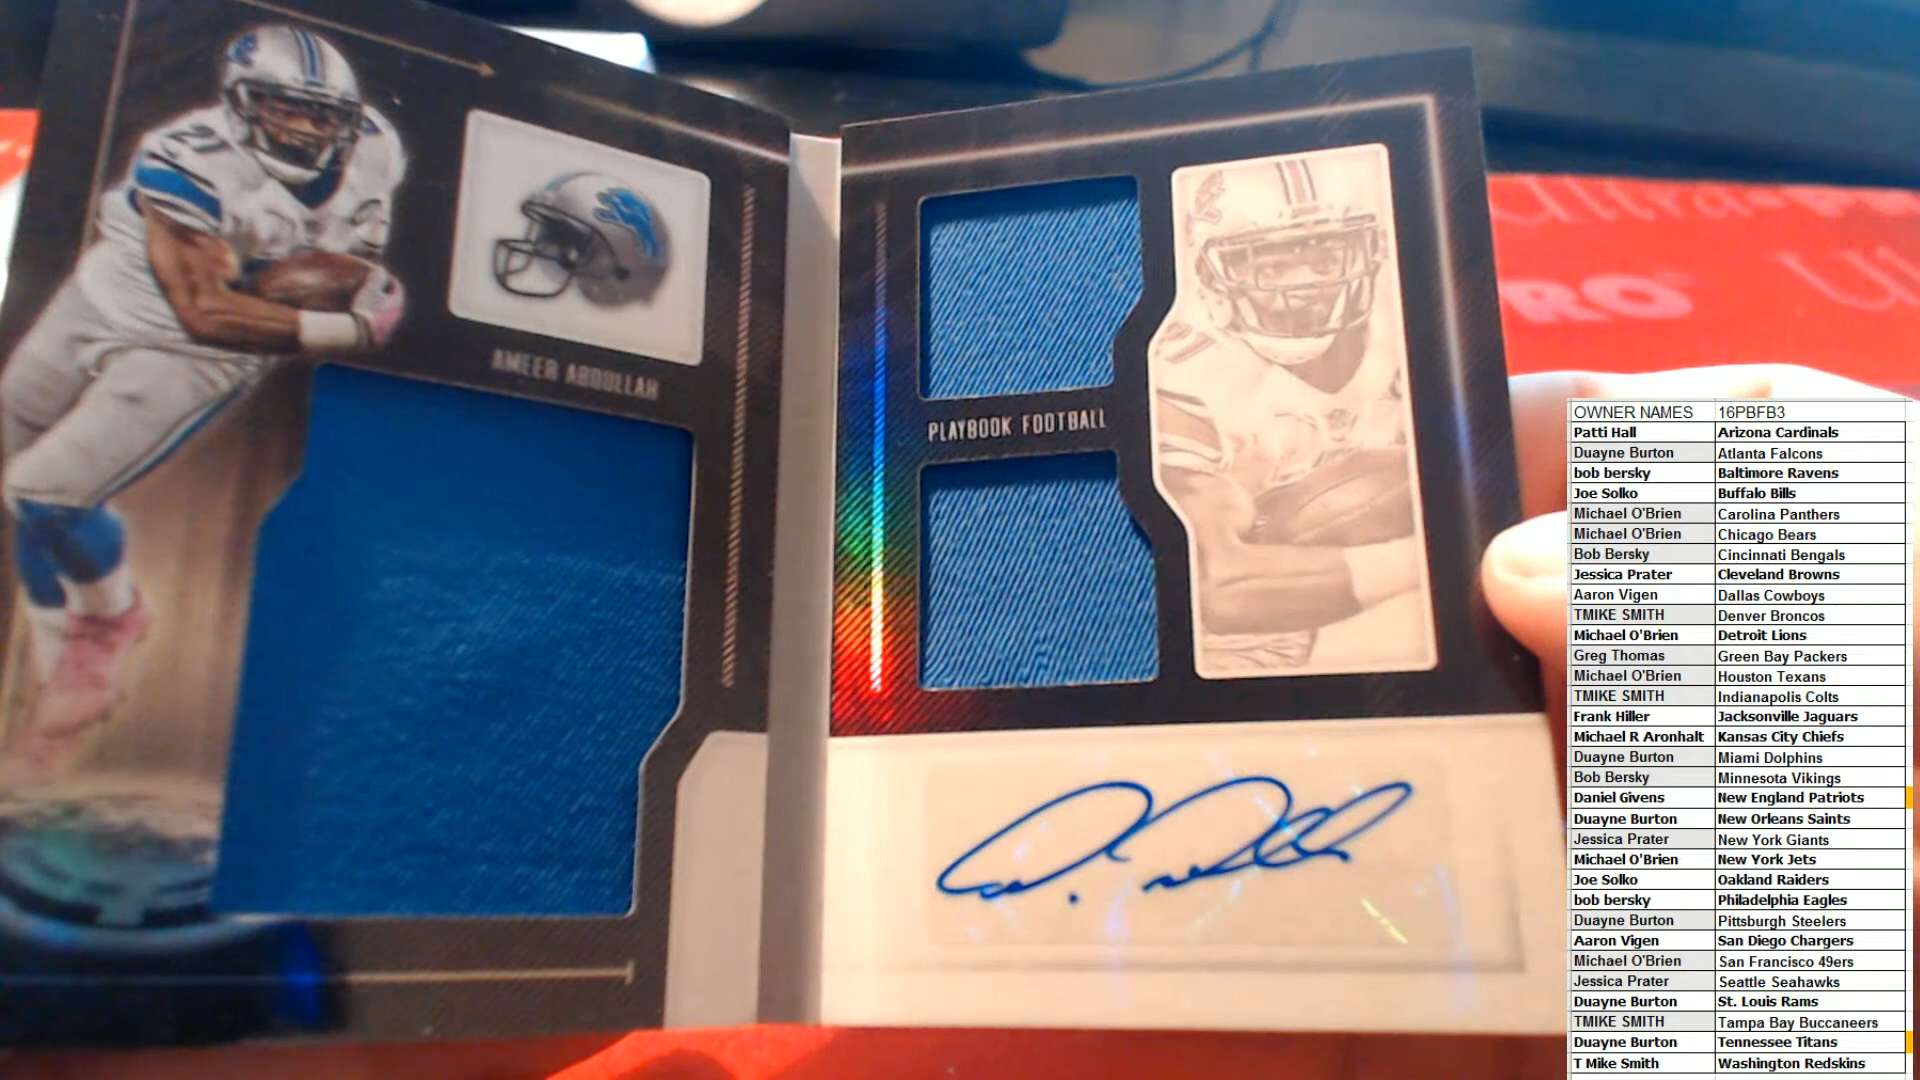 21
AMEER ABDULLAH
PLAYBOOK FOOTBALL
Ultra-PRO
PRO
OWNER NAMES 16PBFB3
Patti Hall Arizona Cardinals
Duayne Burton Atlanta Falcons
bob bersky Baltimore Ravens
Joe Solko Buffalo Bills
Michael O'Brien Carolina Panthers
Michael O'Brien Chicago Bears
Bob Bersky Cincinnati Bengals
Jessica Prater Cleveland Browns
Aaron Vigen Dallas Cowboys
TMIKE SMITH Denver Broncos
Michael O'Brien Detroit Lions
Greg Thomas Green Bay Packers
Michael O'Brien Houston Texans
TMIKE SMITH Indianapolis Colts
Frank Hiller Jacksonville Jaguars
Michael R Aronhalt Kansas City Chiefs
Duayne Burton Miami Dolphins
Bob Bersky Minnesota Vikings
Daniel Givens New England Patriots
Duayne Burton New Orleans Saints
Jessica Prater New York Giants
Michael O'Brien New York Jets
Joe Solko Oakland Raiders
bob bersky Philadelphia Eagles
Duayne Burton Pittsburgh Steelers
Aaron Vigen San Diego Chargers
Michael O'Brien San Francisco 49ers
Jessica Prater Seattle Seahawks
Duayne Burton St. Louis Rams
TMIKE SMITH Tampa Bay Buccaneers
Duayne Burton Tennessee Titans
T Mike Smith Washington Redskins